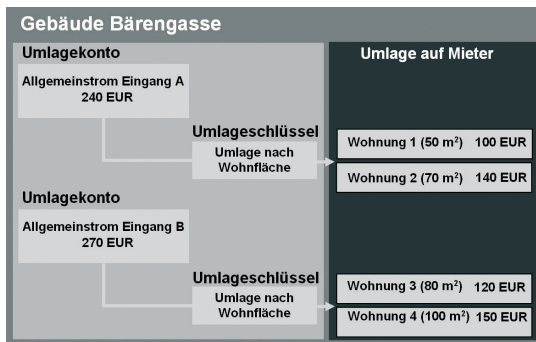 Gebäude Bärengasse
Umlagekonto
Allgemeinstrom Eingang A
240 EUR
Umlageschlüssel
Umlage nach
Wohnfläche
Umlagekonto
Allgemeinstrom Eingang B
270 EUR
Umlageschlüssel
Umlage nach
Wohnfläche
Umlage auf Mieter
Wohnung 1 (50 m²) 100 EUR
Wohnung 2 (70 m²) 140 EUR
Wohnung 3 (80 m²) 120 EUR
Wohnung 4 (100 m²) 150 EUR